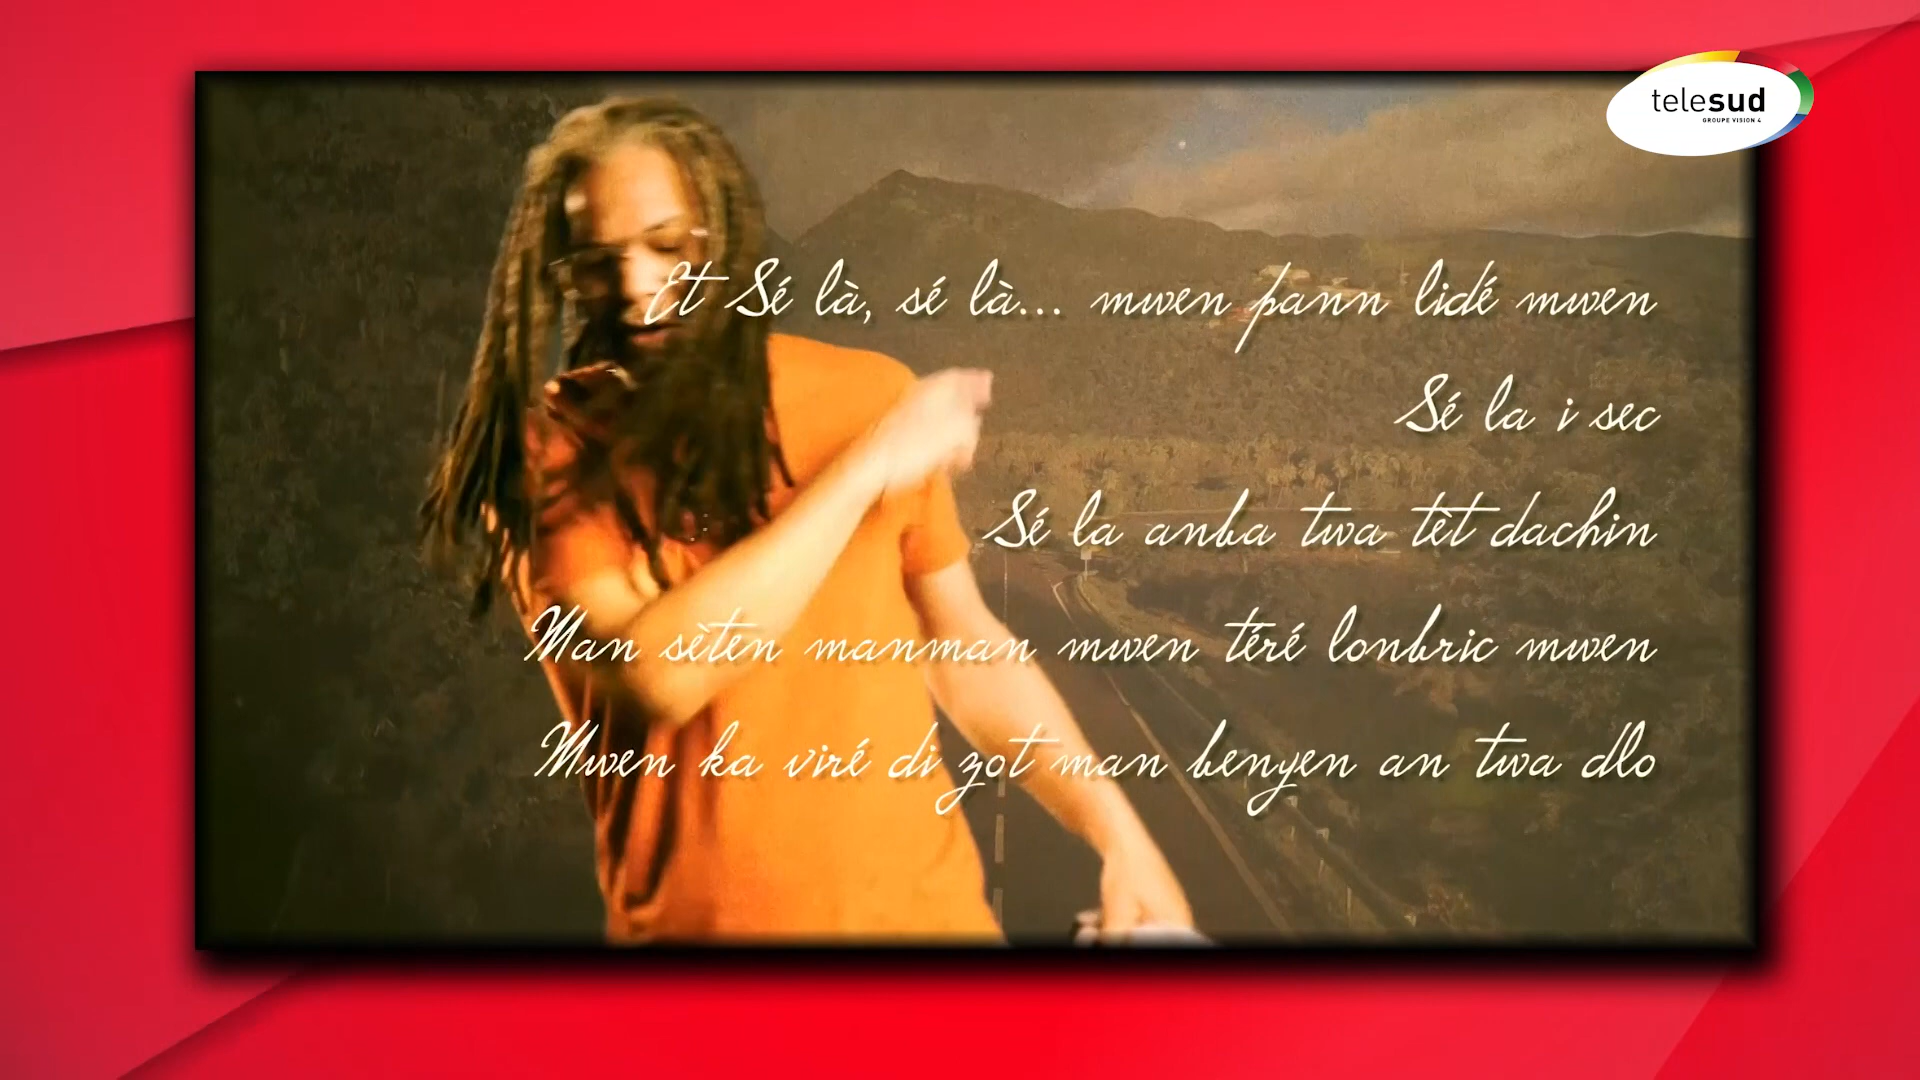 telesud
GROUPE VISION 4
Et Sé là, sé là... mwen pann lidé mwen
Sé la i sec
Sé la anba twa tèt dachin
Man sèten manman mwen téré lonbric mwen
Mwen ka viré di zot man benyen an twa dlo